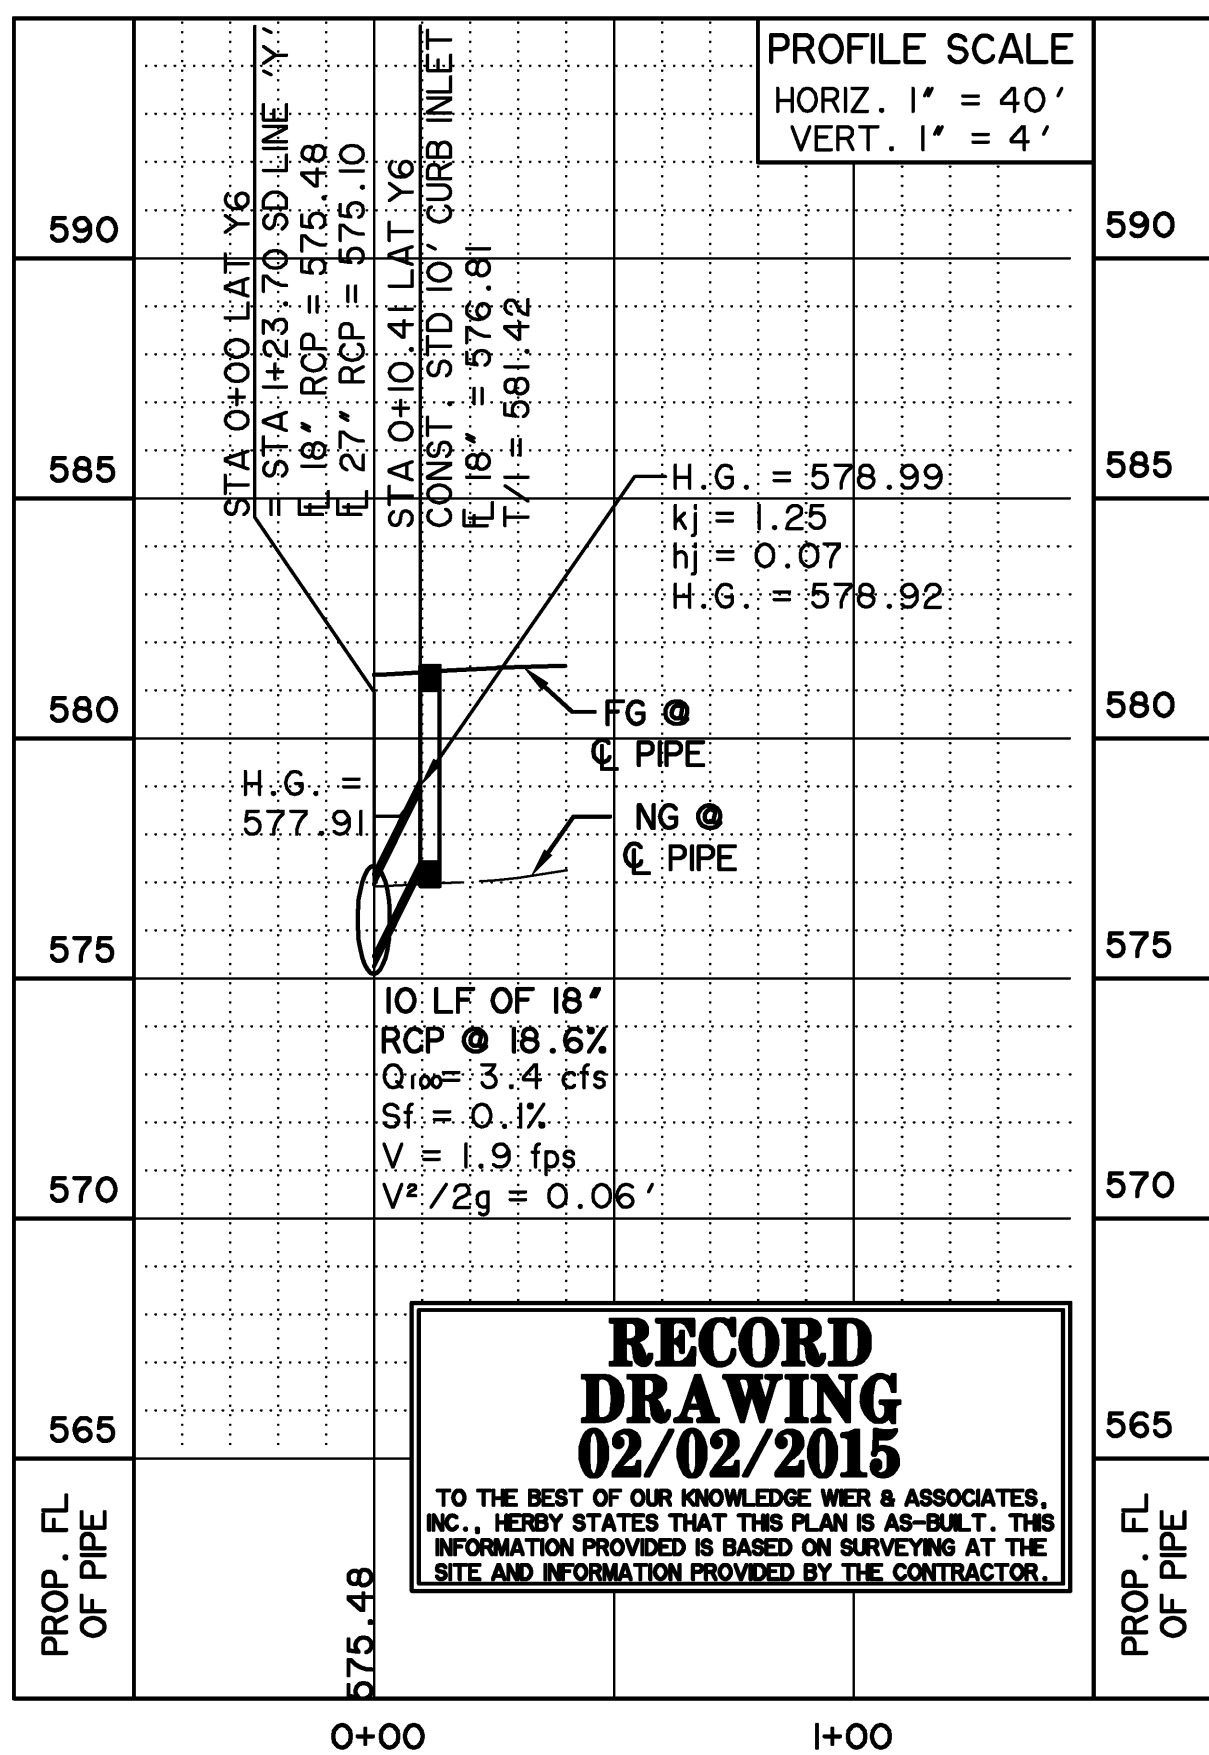 PROFILE SCALE
HORIZ. 1" = 40'
VERT. 1" = 4'
STA 0+00 LAT Y6
= STA 1+23.70 SD LINE 'Y'
FL 18" RCP = 575.48
FL 27" RCP = 575.10
STA 0+10.41 LAT Y6
CONST. STD 10' CURB INLET
FL 18" = 576.81
T/I = 581.42
590
590
585
585
H.G. = 578.99
kj = 1.25
hj = 0.07
H.G. = 578.92
580
580
FG @
℄ PIPE
H.G. =
577.91
NG @
℄ PIPE
575
575
10 LF OF 18"
RCP @ 18.6%
Q100= 3.4 cfs
Sf = 0.1%
V = 1.9 fps
V²/2g = 0.06'
570
570
RECORD
DRAWING
02/02/2015
TO THE BEST OF OUR KNOWLEDGE WIER & ASSOCIATES,
INC., HERBY STATES THAT THIS PLAN IS AS-BUILT. THIS
INFORMATION PROVIDED IS BASED ON SURVEYING AT THE
SITE AND INFORMATION PROVIDED BY THE CONTRACTOR.
565
565
PROP. FL
OF PIPE
575.48
PROP. FL
OF PIPE
0+00
1+00